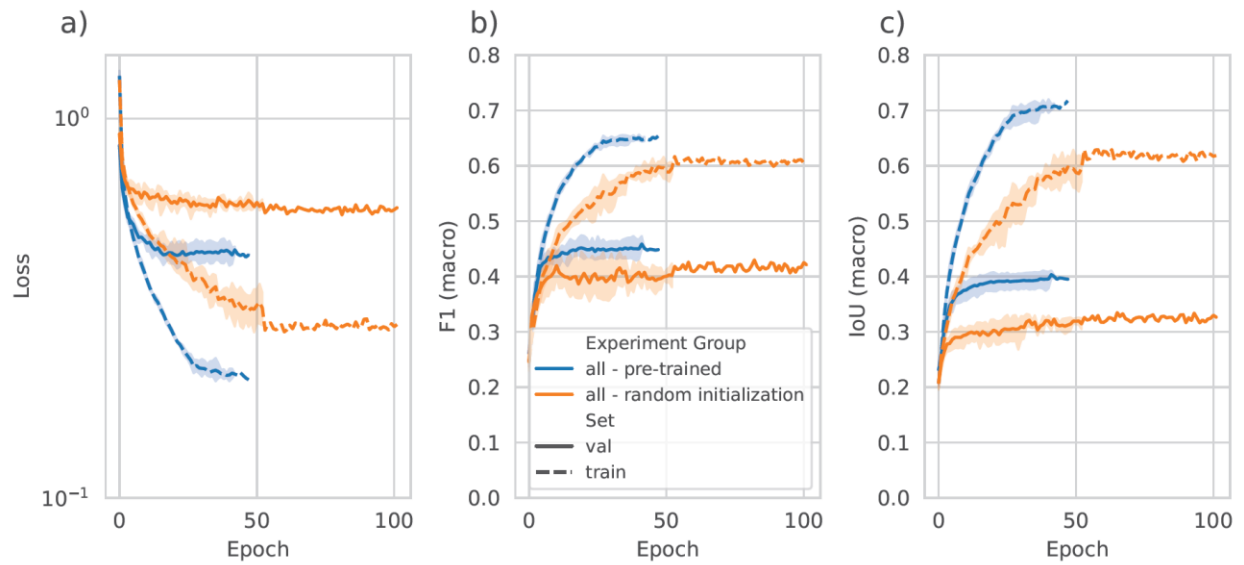 a)
10⁰
10⁻¹
Loss
0
50
100
Epoch
b)
0.8
0.7
0.6
0.5
0.4
0.3
0.2
0.1
0.0
F1 (macro)
Experiment Group
all - pre-trained
all - random initialization
Set
val
train
0
50
100
Epoch
c)
0.8
0.7
0.6
0.5
0.4
0.3
0.2
0.1
0.0
IoU (macro)
0
50
100
Epoch